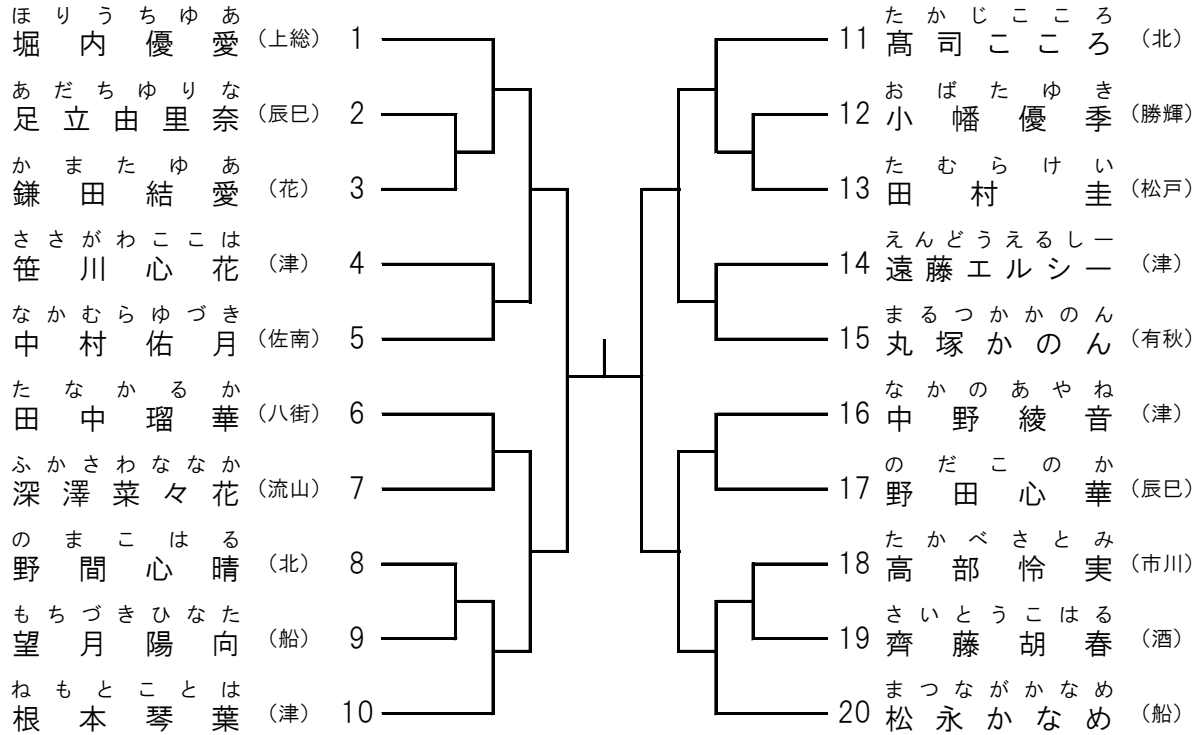 ほりうちゆあ
堀内優愛 (上総) 1
あだちゆりな
足立由里奈 (辰巳) 2
かまたゆあ
鎌田結愛 (花) 3
ささがわここは
笹川心花 (津) 4
なかむらゆづき
中村佑月 (佐南) 5
たなかるか
田中瑠華 (八街) 6
ふかさわななか
深澤菜々花 (流山) 7
のまこはる
野間心晴 (北) 8
もちづきひなた
望月陽向 (船) 9
ねもとことは
根本琴葉 (津) 10
たかじこころ
11 髙司こころ (北)
おばたゆき
12 小幡優季 (勝輝)
たむらけい
13 田村圭 (松戸)
えんどうえるしー
14 遠藤エルシー (津)
まるつかかのん
15 丸塚かのん (有秋)
なかのあやね
16 中野綾音 (津)
のだこのか
17 野田心華 (辰巳)
たかべさとみ
18 高部怜実 (市川)
さいとうこはる
19 齊藤胡春 (酒)
まつながかなめ
20 松永かなめ (船)